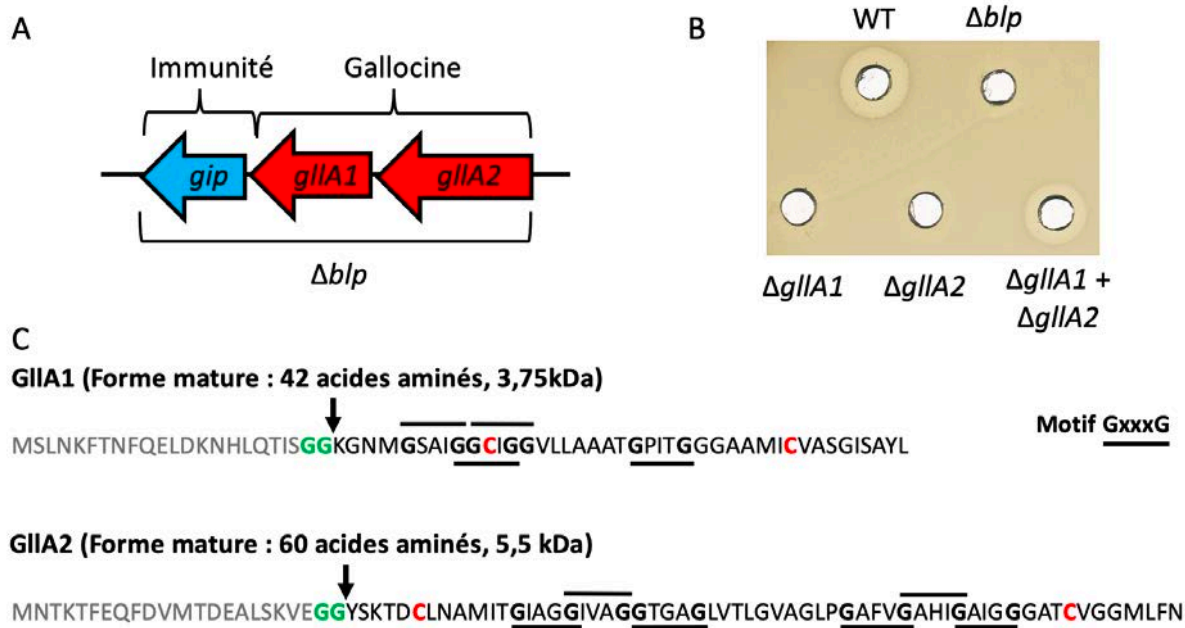 A
B
Immunité
Gallocine
WT
Δblp
gip
gllA1
gllA2
Δblp
ΔgllA1
ΔgllA2
ΔgllA1 +
ΔgllA2
C
GllA1 (Forme mature : 42 acides aminés, 3,75kDa)
MSLNKFTNFQELDKNHLQTISGGKGNMGSAIGGCIGGVLLAAATGPITGGGAAMICVASGISAYL
Motif GxxxG
GllA2 (Forme mature : 60 acides aminés, 5,5 kDa)
MNTKTFEQFDVMTDEALSKVEGGYSKTDCLNAMITGIAGGIVAGGTGAGLVTLGVAGLPGAFVGAHIGAIGGGATCVGGMLFN